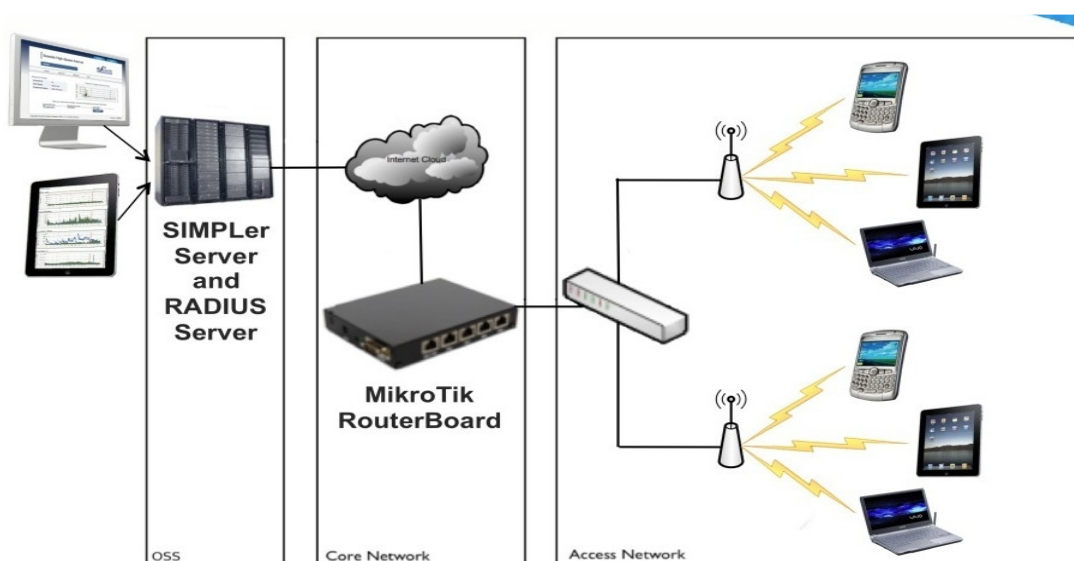 SIMPLer
Server
and
RADIUS
Server
OSS
Internet Cloud
MikroTik
RouterBoard
Core Network
Access Network